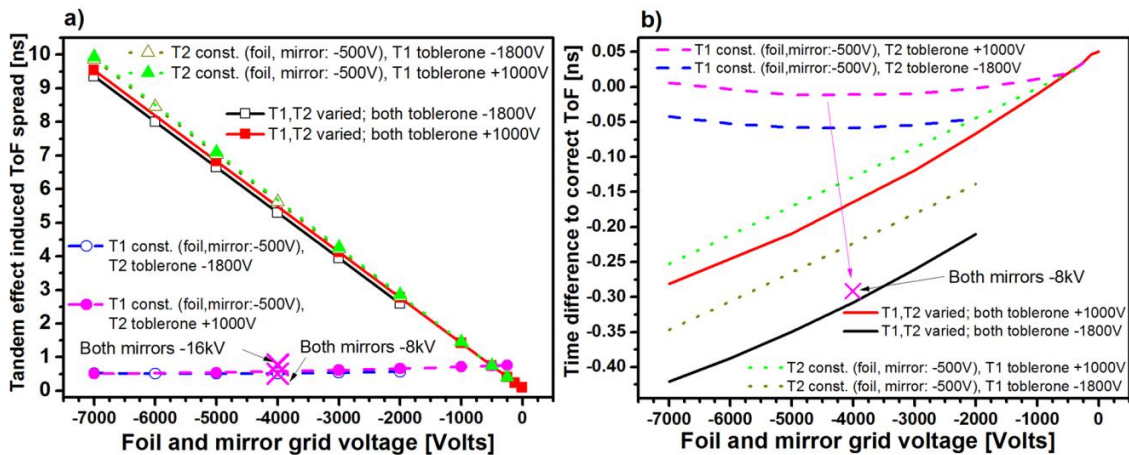 a)
Tandem effect induced ToF spread [ns]
10
9
8
7
6
5
4
3
2
1
0
T2 const. (foil, mirror: -500V), T1 toblerone -1800V
T2 const. (foil, mirror: -500V), T1 toblerone +1000V
T1,T2 varied; both toblerone -1800V
T1,T2 varied; both toblerone +1000V
T1 const. (foil,mirror:-500V),
T2 toblerone -1800V
T1 const. (foil,mirror:-500V),
T2 toblerone +1000V
Both mirrors -16kV
Both mirrors -8kV
-7000 -6000 -5000 -4000 -3000 -2000 -1000 0
Foil and mirror grid voltage [Volts]
b)
Time difference to correct ToF [ns]
0.05
0.00
-0.05
-0.10
-0.15
-0.20
-0.25
-0.30
-0.35
-0.40
T1 const. (foil,mirror:-500V), T2 toblerone +1000V
T1 const. (foil,mirror:-500V), T2 toblerone -1800V
Both mirrors -8kV
T1,T2 varied; both toblerone +1000V
T1,T2 varied; both toblerone -1800V
T2 const. (foil, mirror: -500V), T1 toblerone +1000V
T2 const. (foil, mirror: -500V), T1 toblerone -1800V
-7000 -6000 -5000 -4000 -3000 -2000 -1000 0
Foil and mirror grid voltage [Volts]